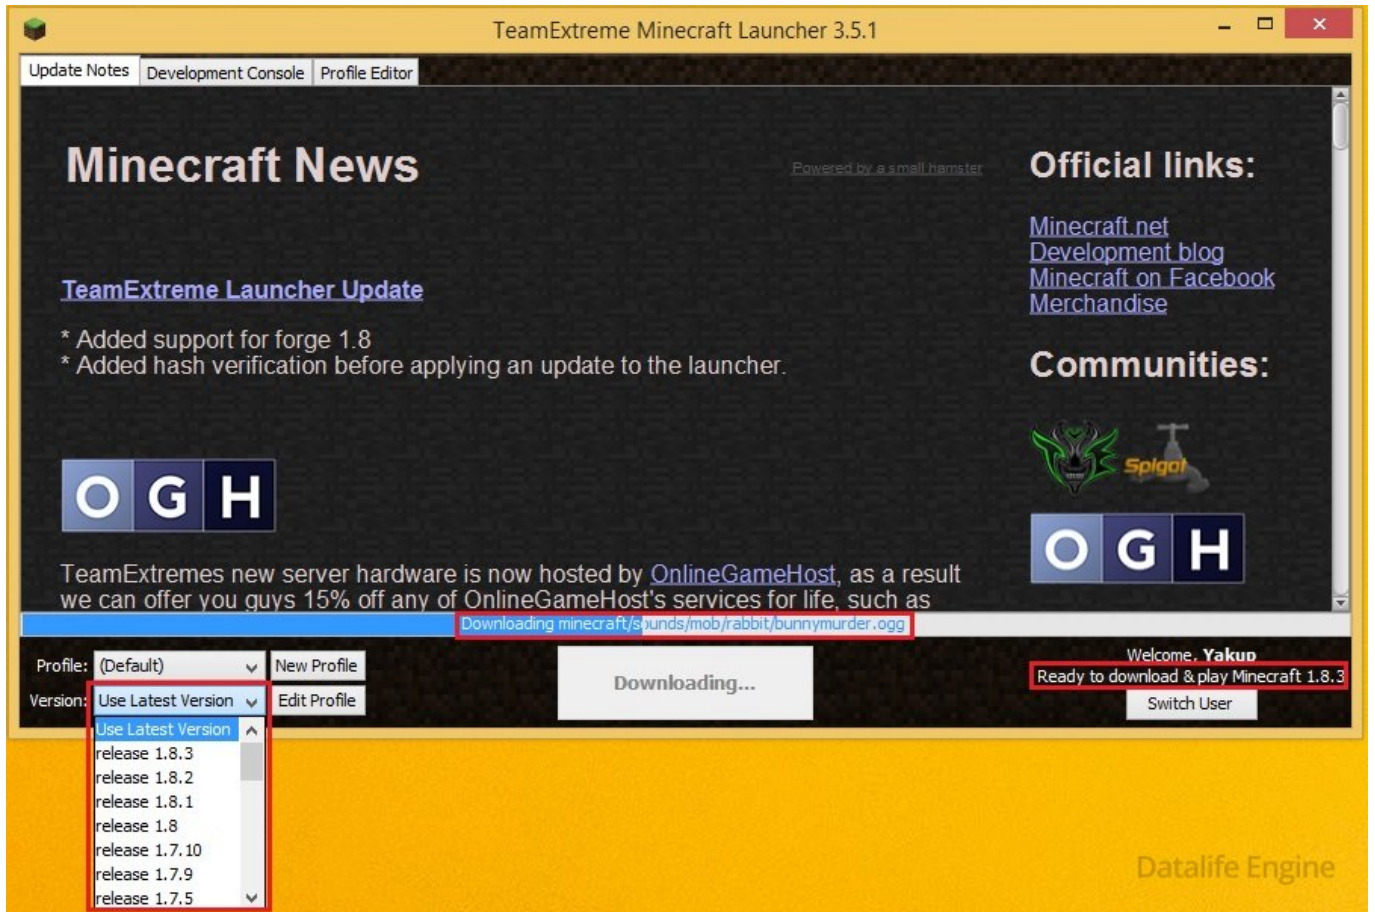 TeamExtreme Minecraft Launcher 3.5.1
Update Notes Development Console Profile Editor
Minecraft News
Powered by a small hamster
TeamExtreme Launcher Update
* Added support for forge 1.8
* Added hash verification before applying an update to the launcher.
OGH
TeamExtremes new server hardware is now hosted by OnlineGameHost, as a result
we can offer you guys 15% off any of OnlineGameHost's services for life, such as
Official links:
Minecraft.net
Development blog
Minecraft on Facebook
Merchandise
Communities:
Spigot
OGH
Downloading minecraft/sounds/mob/rabbit/bunnymurder.ogg
Profile: (Default) New Profile
Version: Use Latest Version Edit Profile
Use Latest Version
release 1.8.3
release 1.8.2
release 1.8.1
release 1.8
release 1.7.10
release 1.7.9
release 1.7.5
Downloading...
Welcome, Yakup
Ready to download & play Minecraft 1.8.3
Switch User
Datalife Engine